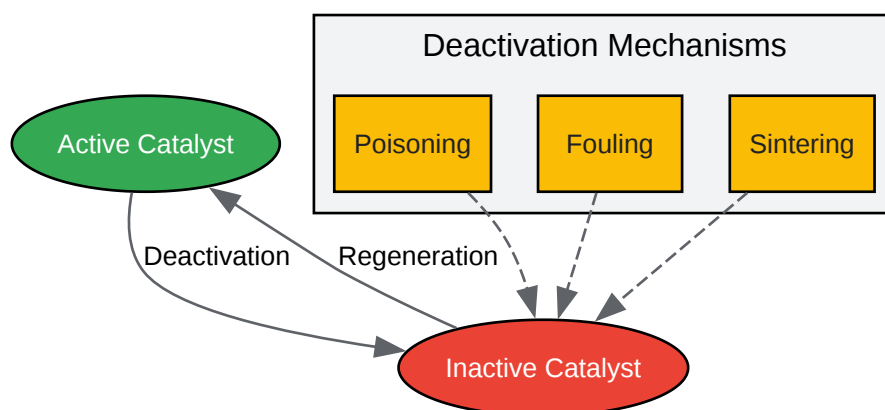 Deactivation Mechanisms
Poisoning
Fouling
Sintering
Active Catalyst
Deactivation
Regeneration
Inactive Catalyst